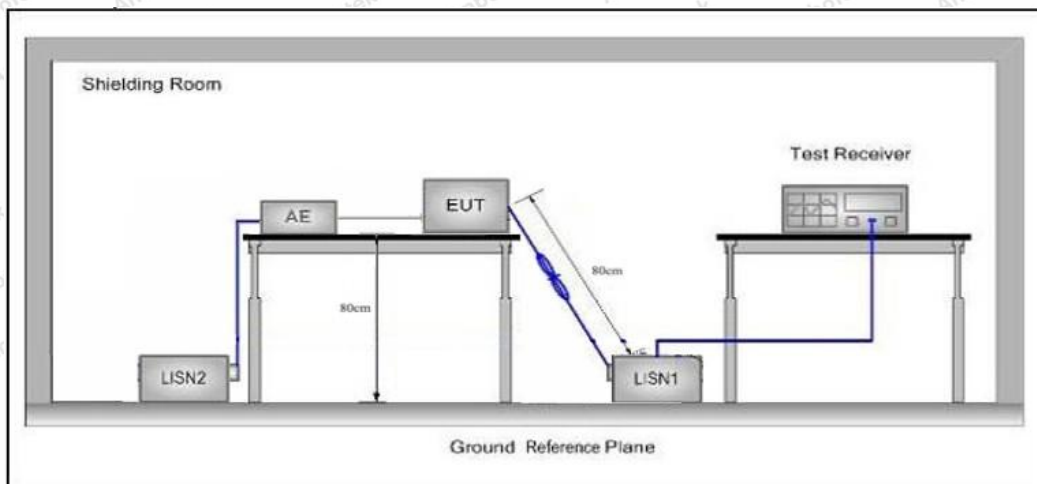 Shielding Room
Test Receiver
AE
EUT
80cm
80cm
LISN2
LISN1
Ground Reference Plane